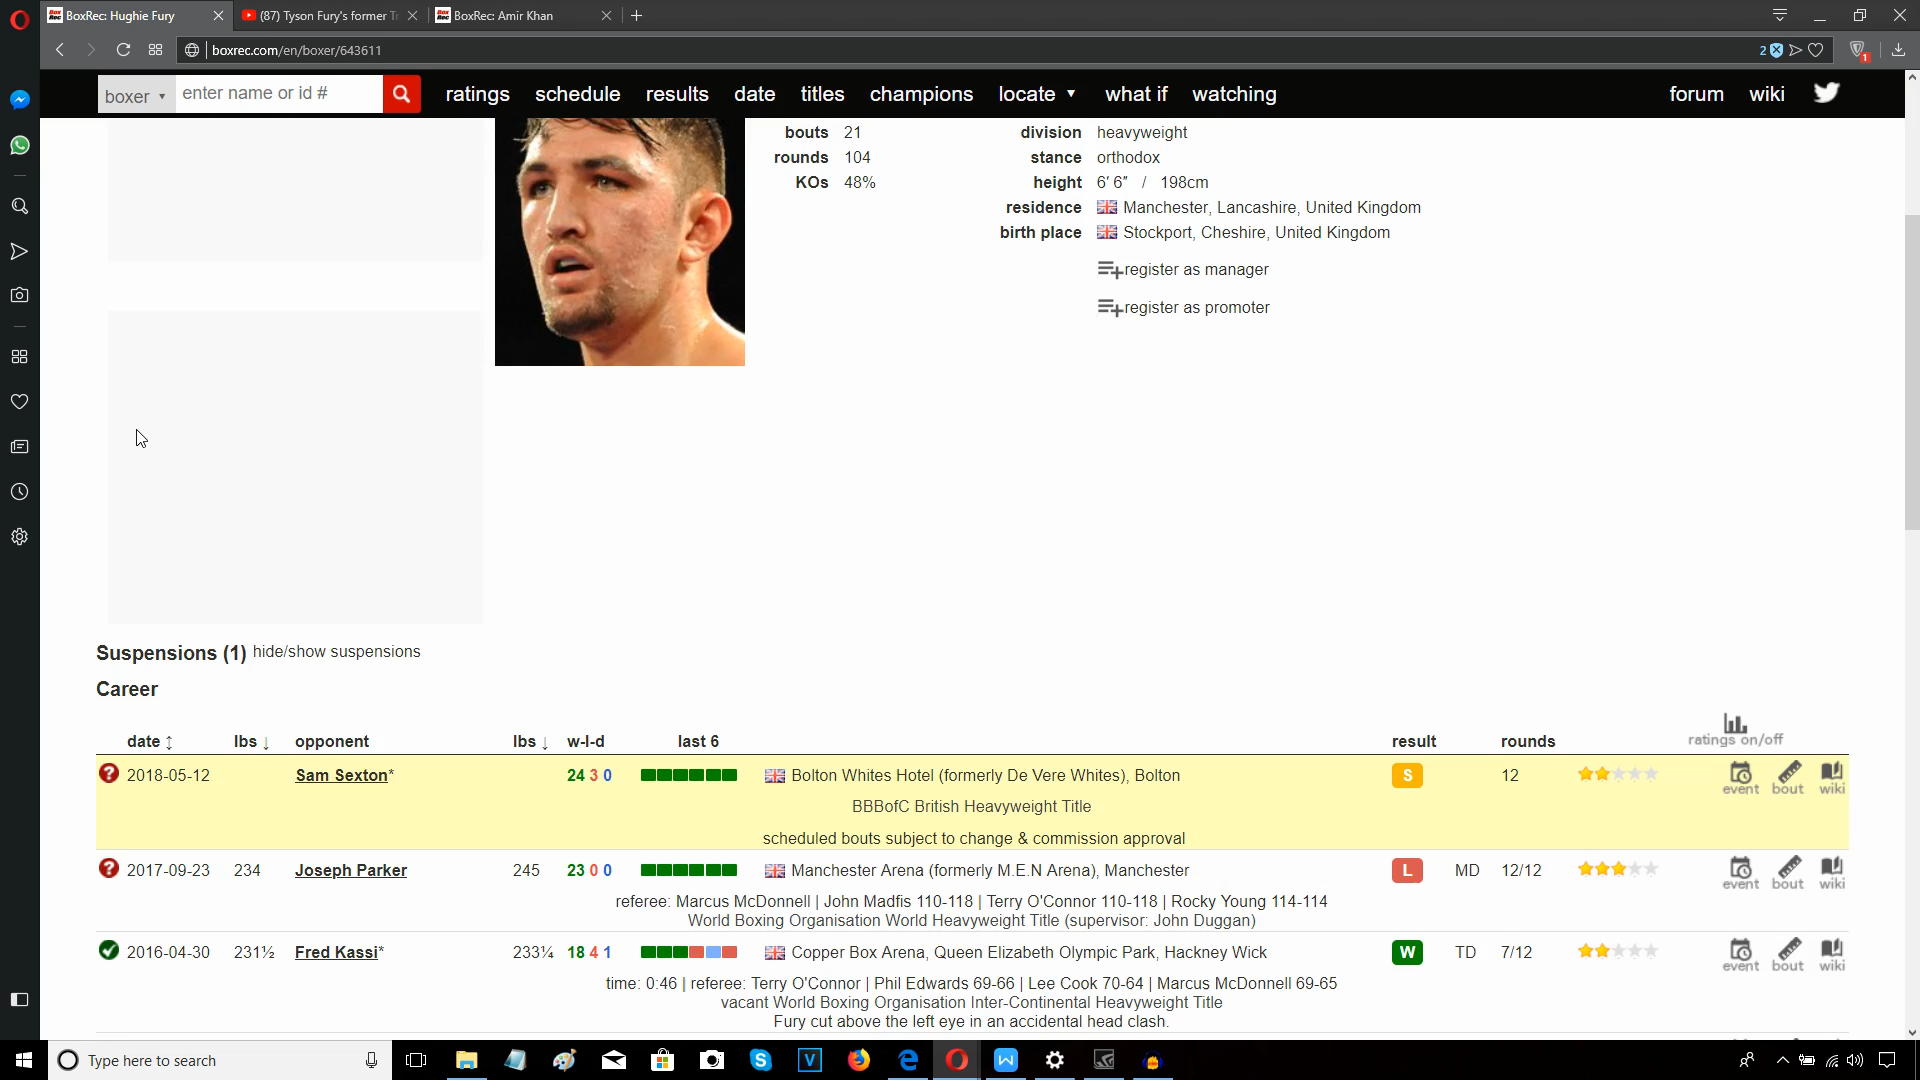 BoxRec: Hughie Fury
(87) Tyson Fury's former Tr
BoxRec: Amir Khan
boxrec.com/en/boxer/643611
2
1
boxer
enter name or id #
ratings
schedule
results
date
titles
champions
locate
what if
watching
forum
wiki
bouts 21
rounds 104
KOs 48%
division heavyweight
stance orthodox
height 6′ 6″ / 198cm
residence Manchester, Lancashire, United Kingdom
birth place Stockport, Cheshire, United Kingdom
register as manager
register as promoter
Suspensions (1) hide/show suspensions
Career
ratings on/off
date ↕ lbs ↓ opponent lbs ↓ w-l-d last 6 result rounds
? 2018-05-12 Sam Sexton* 24 3 0 Bolton Whites Hotel (formerly De Vere Whites), Bolton S 12 event bout wiki
BBBofC British Heavyweight Title
scheduled bouts subject to change & commission approval
? 2017-09-23 234 Joseph Parker 245 23 0 0 Manchester Arena (formerly M.E.N Arena), Manchester L MD 12/12 event bout wiki
referee: Marcus McDonnell | John Madfis 110-118 | Terry O'Connor 110-118 | Rocky Young 114-114
World Boxing Organisation World Heavyweight Title (supervisor: John Duggan)
2016-04-30 231½ Fred Kassi* 233¼ 18 4 1 Copper Box Arena, Queen Elizabeth Olympic Park, Hackney Wick W TD 7/12 event bout wiki
time: 0:46 | referee: Terry O'Connor | Phil Edwards 69-66 | Lee Cook 70-64 | Marcus McDonnell 69-65
vacant World Boxing Organisation Inter-Continental Heavyweight Title
Fury cut above the left eye in an accidental head clash.
Type here to search